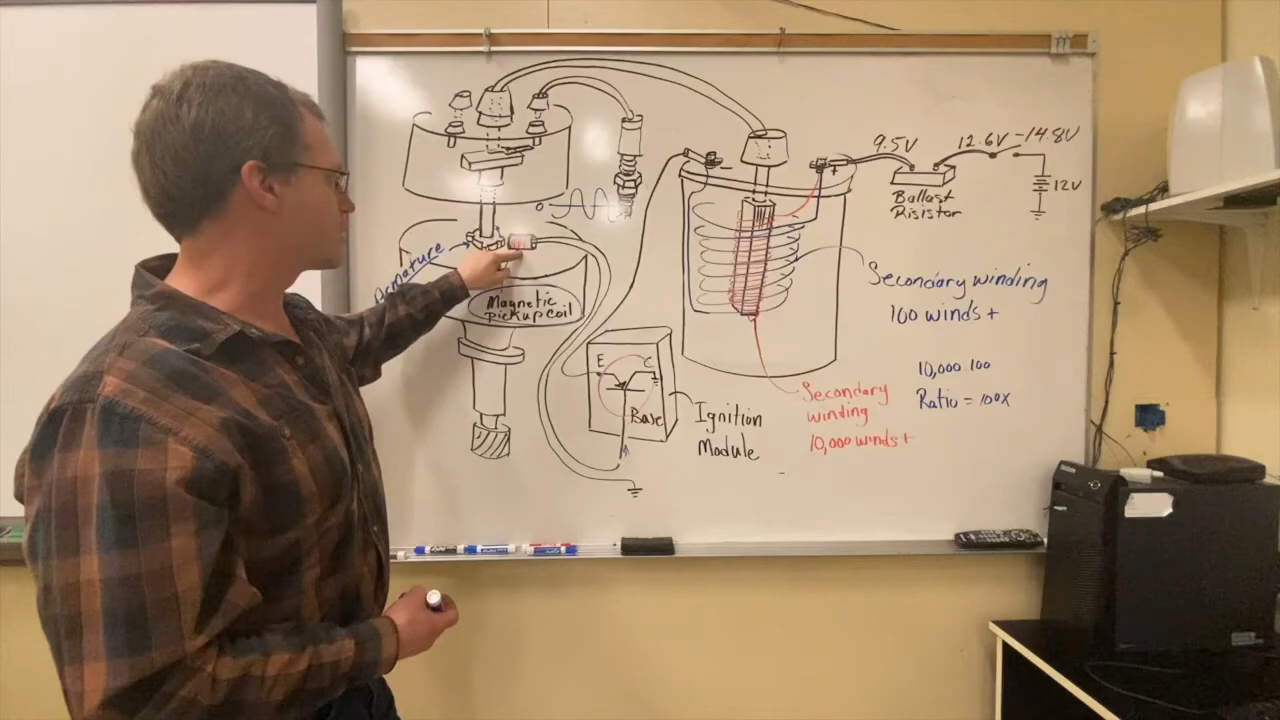 9.5V
12.6V-14.8V
12V
Ballast
Risistor
0
-
+
Armature
Magnetic
pickup coil
E
C
Base
Ignition
Module
Secondary winding
100 winds +
Secondary
winding
10,000 winds+
10,000:100
Ratio = 100x